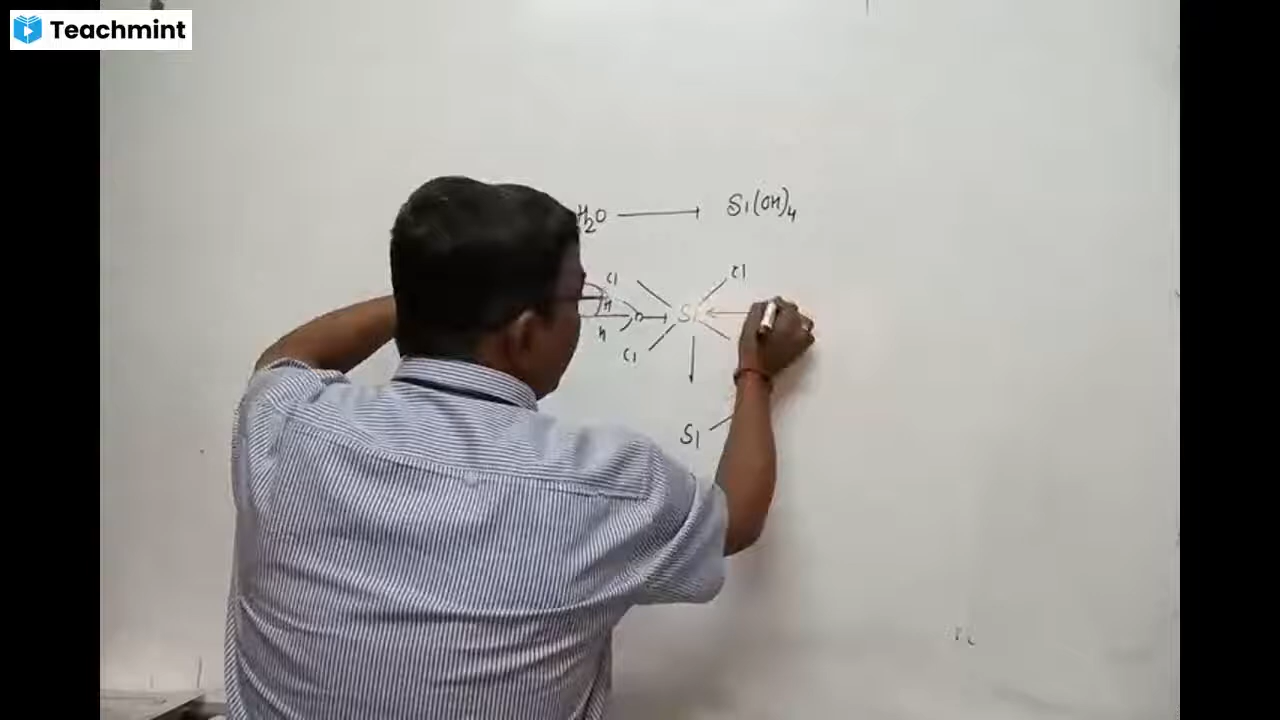 Teachmint
H₂O ⟶ Si(OH)₄
Cl Cl
H Si
H
Cl
Si